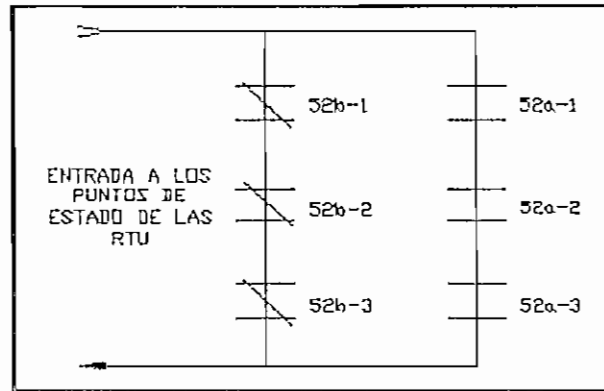 52b-1
52a-1
ENTRADA A LOS
PUNTOS DE
ESTADO DE LAS
RTU
52b-2
52a-2
52b-3
52a-3